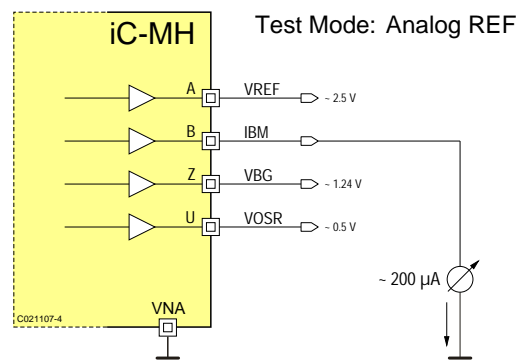 iC-MH
Test Mode: Analog REF
A VREF ~ 2.5 V
B IBM
Z VBG ~ 1.24 V
U VOSR ~ 0.5 V
~ 200 µA
C021107-4
VNA